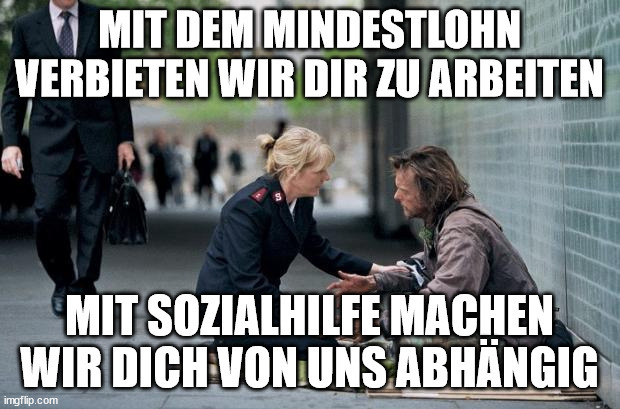 MIT DEM MINDESTLOHN
VERBIETEN WIR DIR ZU ARBEITEN
MIT SOZIALHILFE MACHEN
WIR DICH VON UNS ABHÄNGIG
imgflip.com